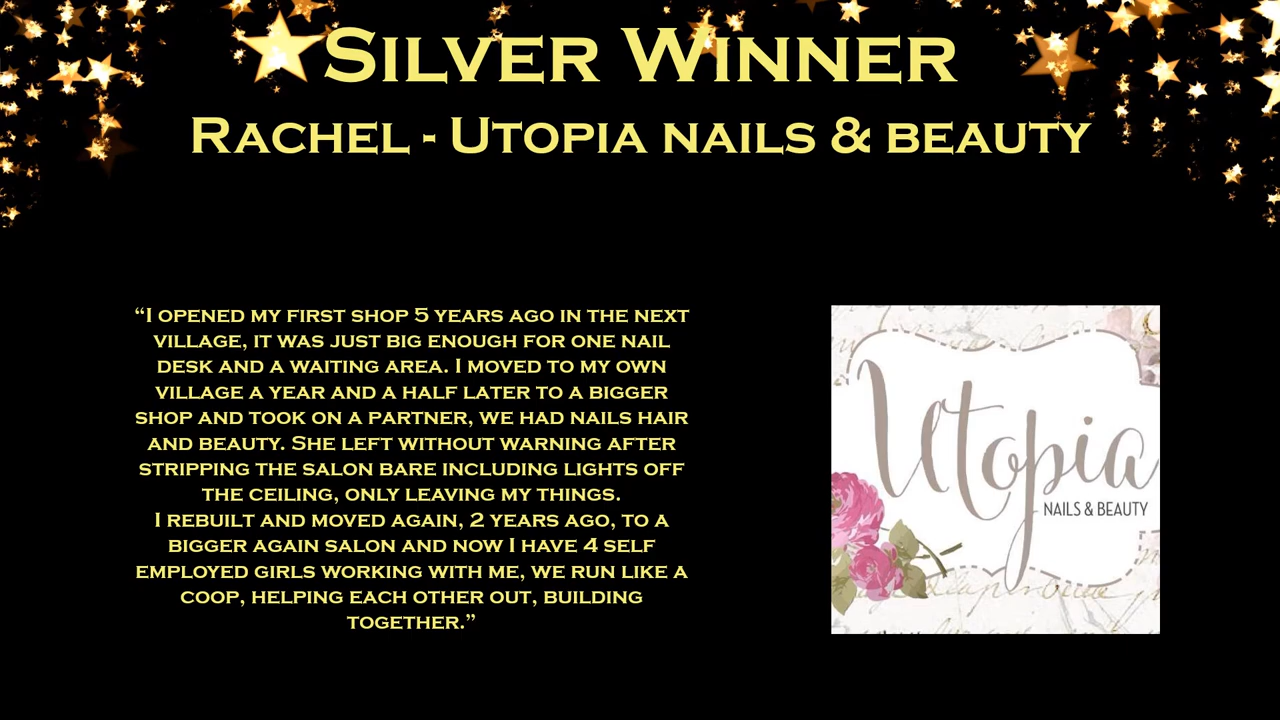 Silver Winner
Rachel - Utopia nails & beauty
“I opened my first shop 5 years ago in the next
village, it was just big enough for one nail
desk and a waiting area. I moved to my own
village a year and a half later to a bigger
shop and took on a partner, we had nails hair
and beauty. She left without warning after
stripping the salon bare including lights off
the ceiling, only leaving my things.
I rebuilt and moved again, 2 years ago, to a
bigger again salon and now I have 4 self
employed girls working with me, we run like a
coop, helping each other out, building
together.”
Utopia
NAILS & BEAUTY